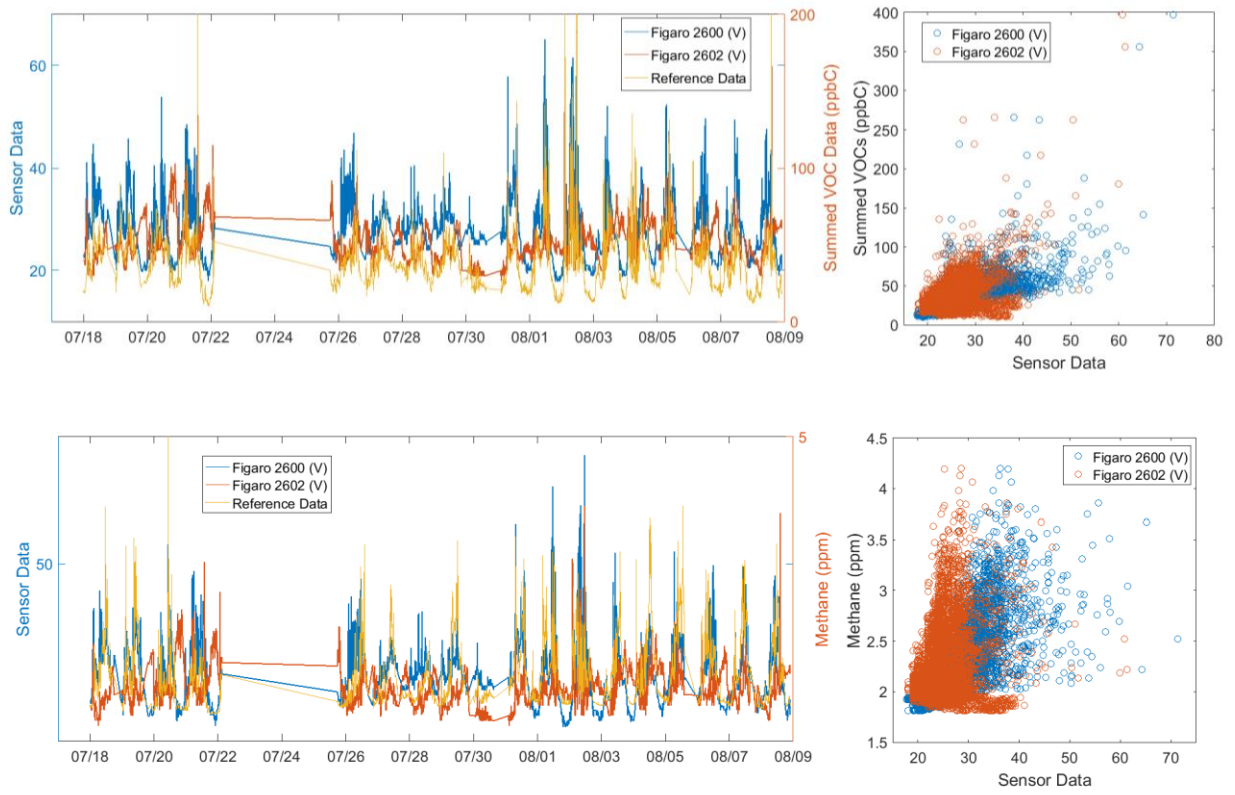 Figaro 2600 (V)
Figaro 2602 (V)
Reference Data
Sensor Data
60
40
20
200
100
0
Summed VOC Data (ppbC)
07/18 07/20 07/21 07/22 07/24 07/26 07/28 07/30 08/01 08/03 08/05 08/07 08/09
Figaro 2600 (V)
Figaro 2602 (V)
Summed VOCs (ppbC)
400
350
300
250
200
150
100
50
0
20 30 40 50 60 70 80
Sensor Data
Figaro 2600 (V)
Figaro 2602 (V)
Reference Data
Sensor Data
50
5
Methane (ppm)
07/18 07/20 07/21 07/22 07/24 07/26 07/28 07/30 08/01 08/03 08/05 08/07 08/09
Figaro 2600 (V)
Figaro 2602 (V)
Methane (ppm)
4.5
4
3.5
3
2.5
2
1.5
20 30 40 50 60 70
Sensor Data